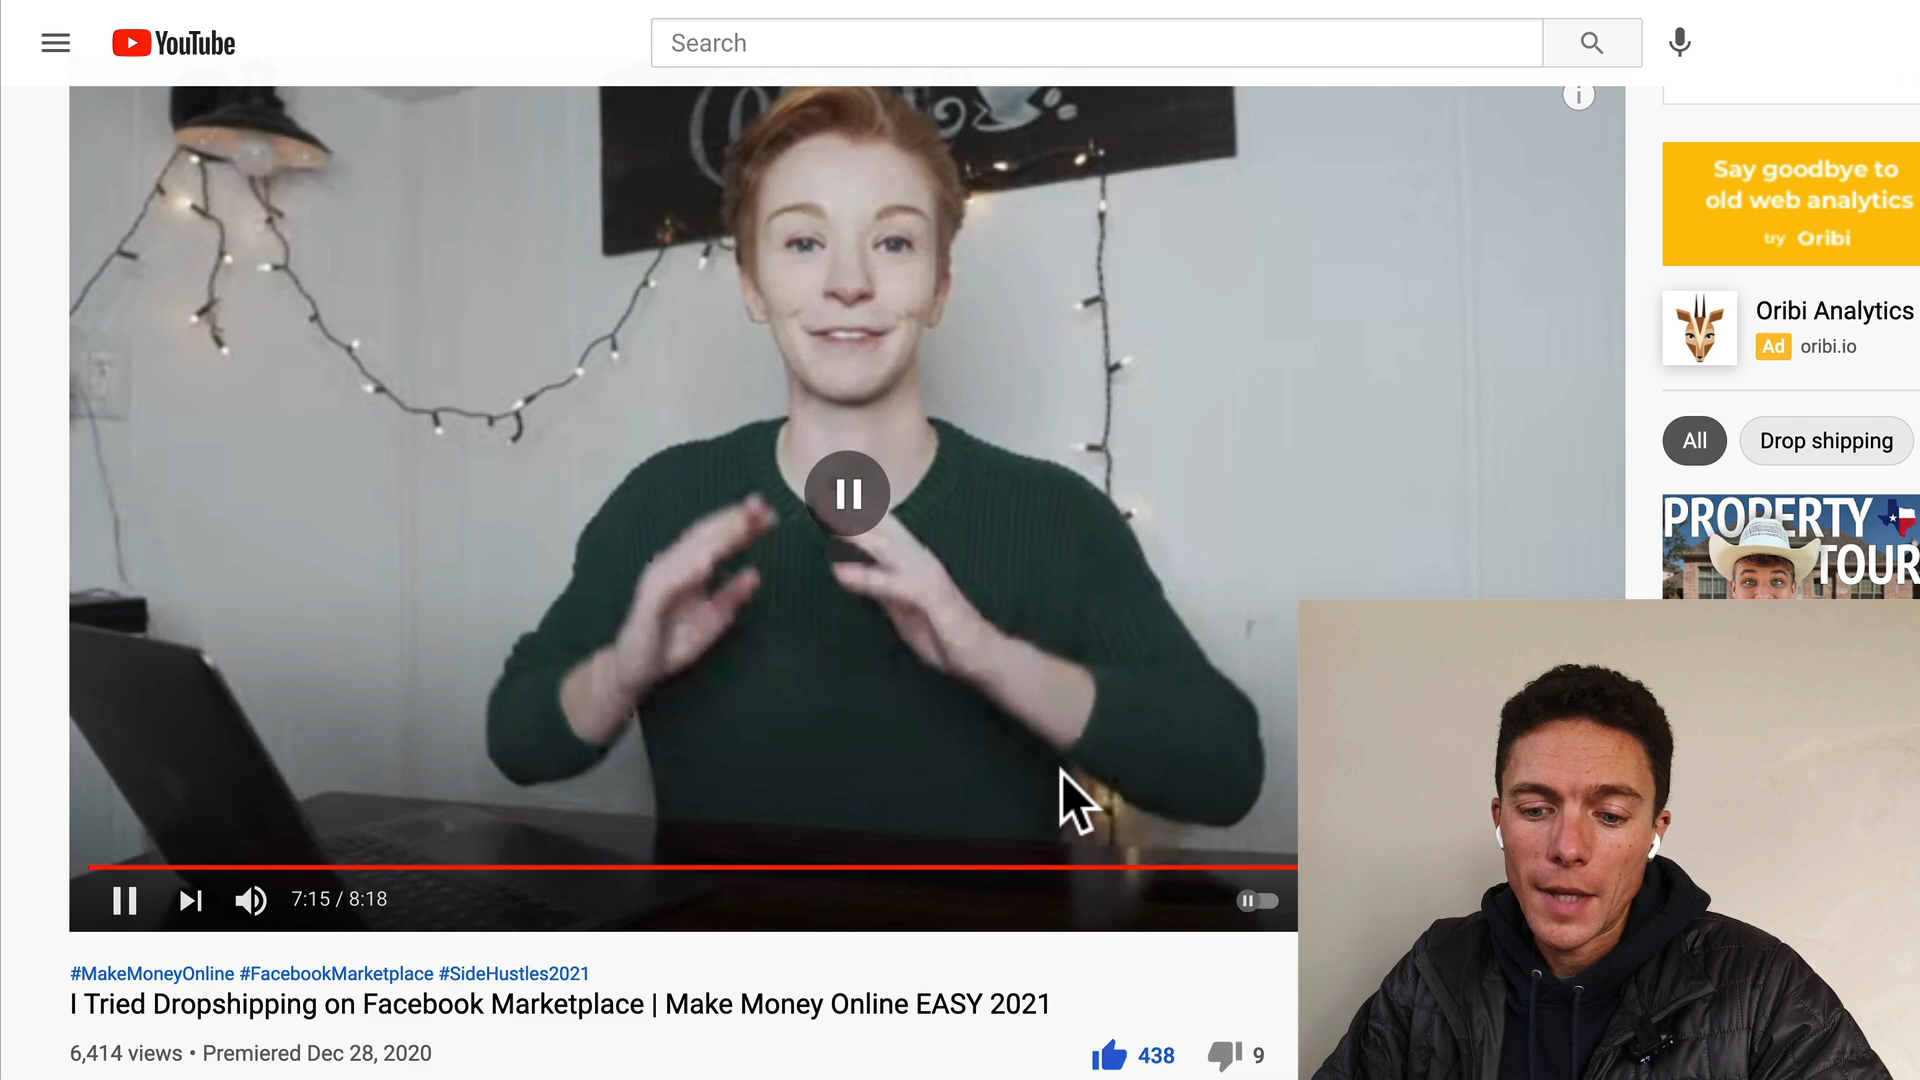 YouTube
Search
Say goodbye to
old web analytics
try Oribi
Oribi Analytics
Ad oribi.io
All Drop shipping
PROPERTY
TOUR
7:15 / 8:18
#MakeMoneyOnline #FacebookMarketplace #SideHustles2021
I Tried Dropshipping on Facebook Marketplace | Make Money Online EASY 2021
6,414 views • Premiered Dec 28, 2020
438 9